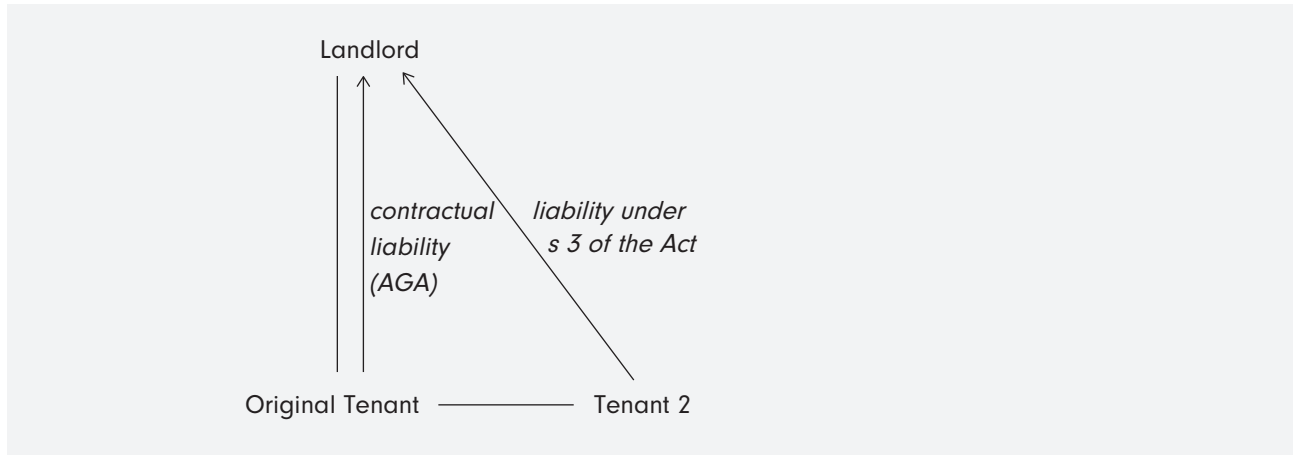 Landlord
contractual
liability
(AGA)
liability under
s 3 of the Act
Original Tenant
Tenant 2